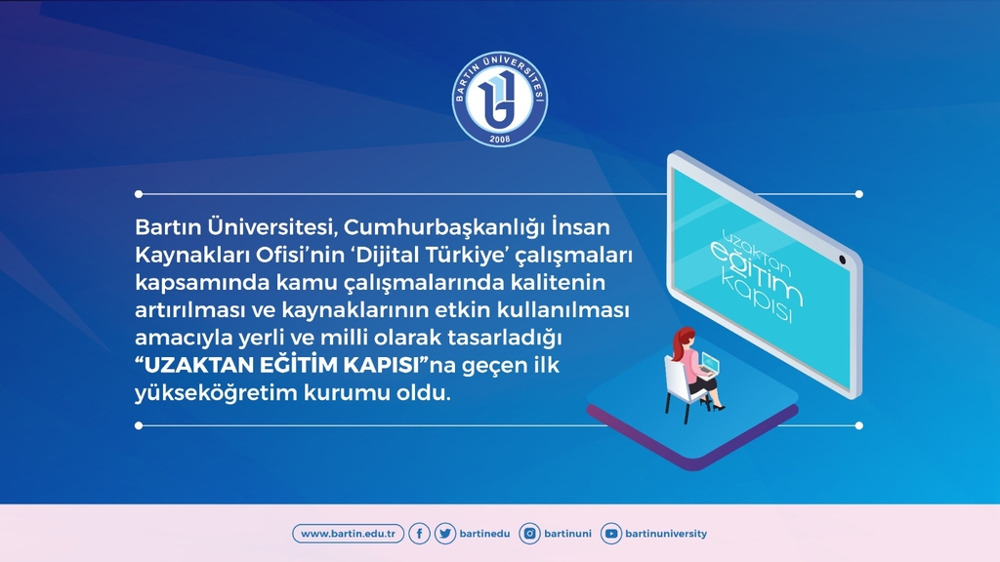 BARTIN ÜNİVERSİTESİ
2008
Bartın Üniversitesi, Cumhurbaşkanlığı İnsan
Kaynakları Ofisi’nin ‘Dijital Türkiye’ çalışmaları
kapsamında kamu çalışmalarında kalitenin
artırılması ve kaynaklarının etkin kullanılması
amacıyla yerli ve milli olarak tasarladığı
“UZAKTAN EĞİTİM KAPISI”na geçen ilk
yükseköğretim kurumu oldu.
uzaktan
eğitim
kapısı
www.bartin.edu.tr bartinedu bartinuni bartinuniversity